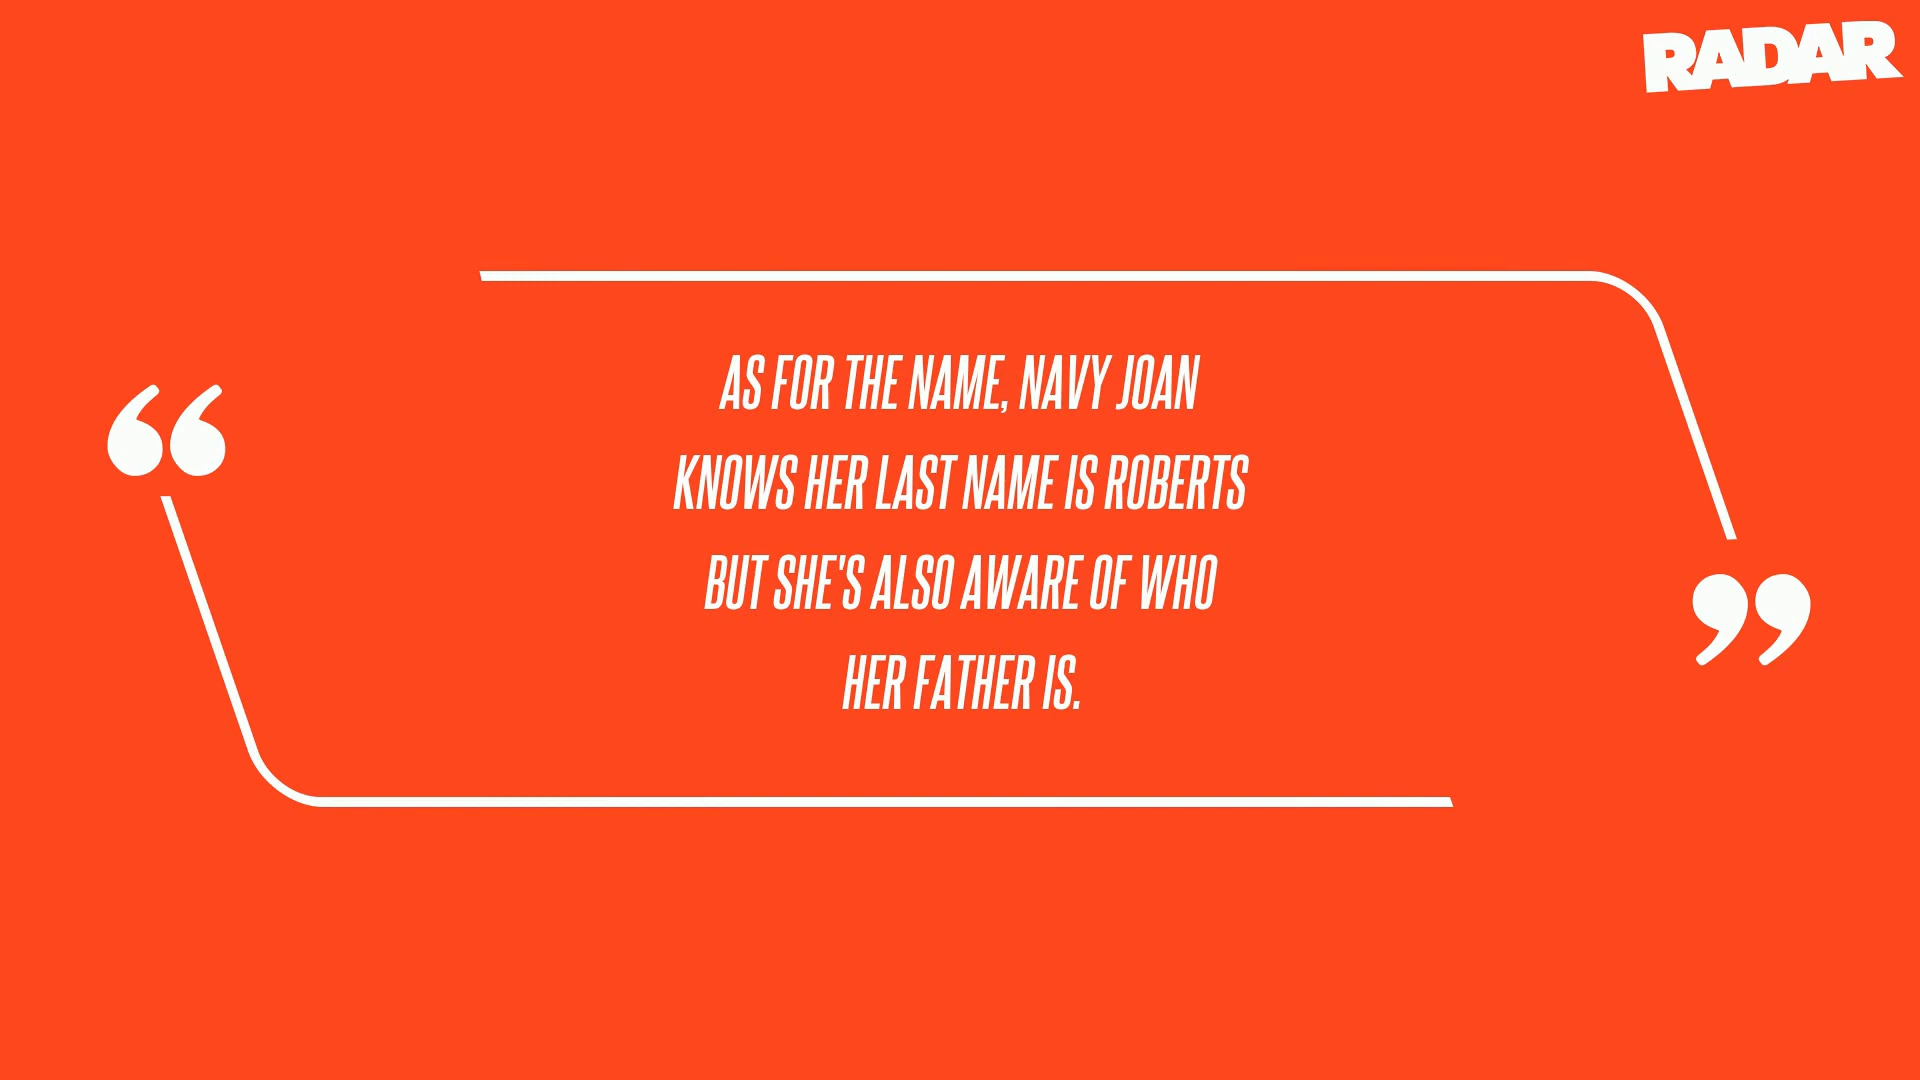 RADAR
AS FOR THE NAME, NAVY JOAN
KNOWS HER LAST NAME IS ROBERTS
BUT SHE'S ALSO AWARE OF WHO
HER FATHER IS.